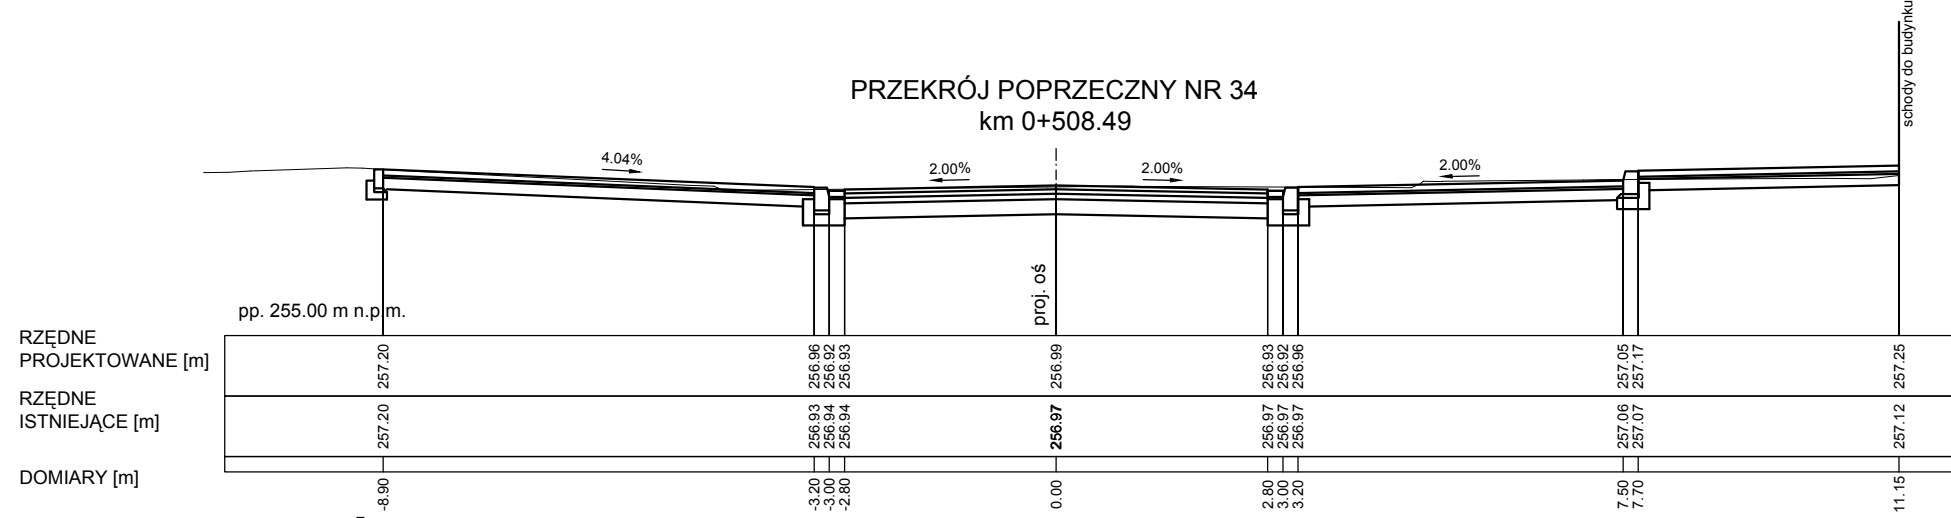 schody do budynku
PRZEKRÓJ POPRZECZNY NR 34
km 0+508.49
4.04%
2.00%
2.00%
2.00%
proj. oś
pp. 255.00 m n.p.m.
RZĘDNE
PROJEKTOWANE [m]
257.20 256.96 256.92 256.93 256.99 256.93 256.92 256.96 257.05 257.17 257.25
RZĘDNE
ISTNIEJĄCE [m]
257.20 256.93 256.94 256.94 256.97 256.97 256.97 256.97 257.06 257.07 257.12
DOMIARY [m]
-8.90 -3.20 -3.00 -2.80 0.00 2.80 3.00 3.20 7.50 7.70 11.15